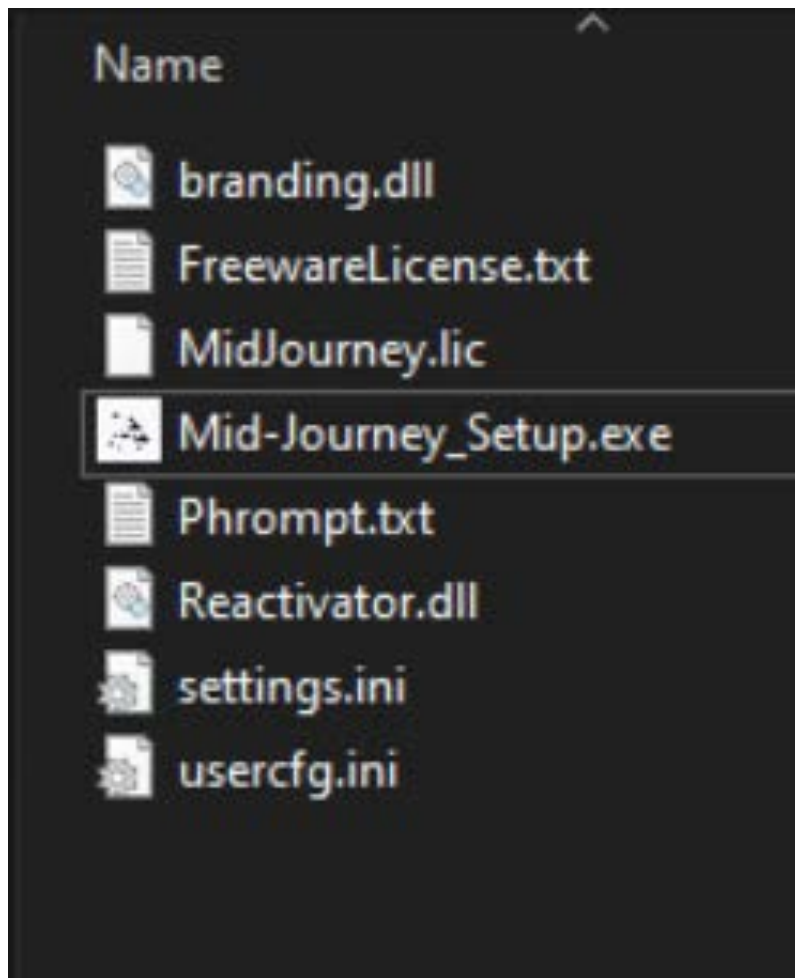 Name
branding.dll
FreewareLicense.txt
MidJourney.lic
Mid-Journey_Setup.exe
Phrompt.txt
Reactivator.dll
settings.ini
usercfg.ini